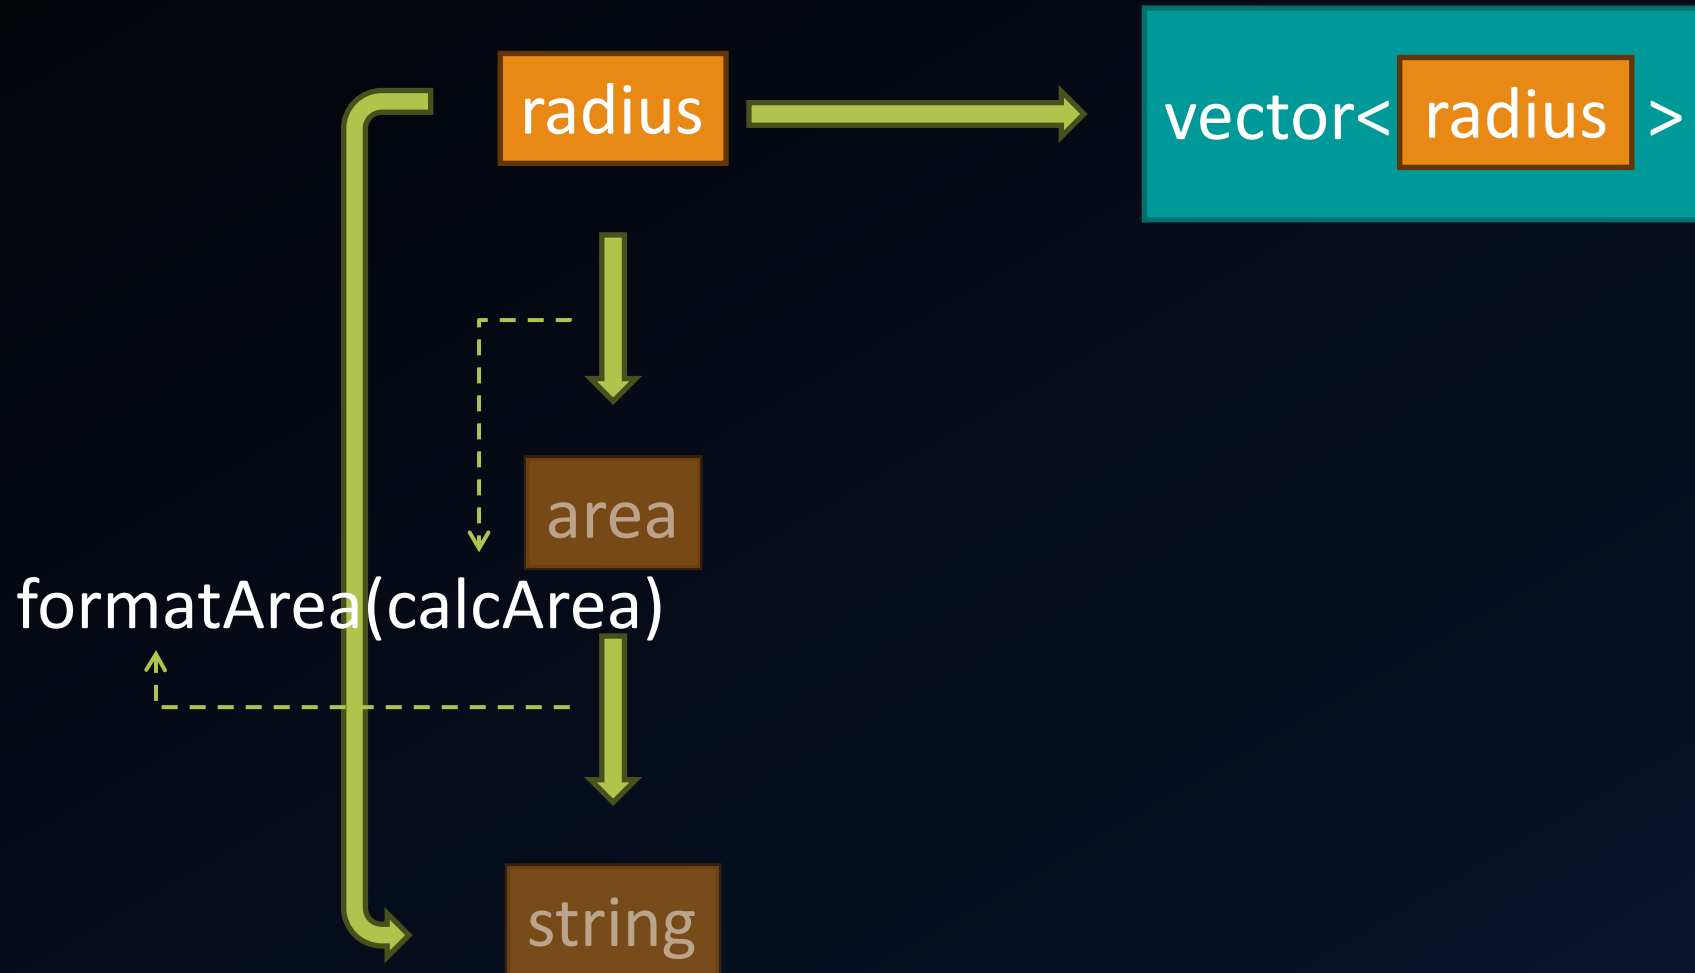 radius
vector< radius >
area
formatArea(calcArea)
string